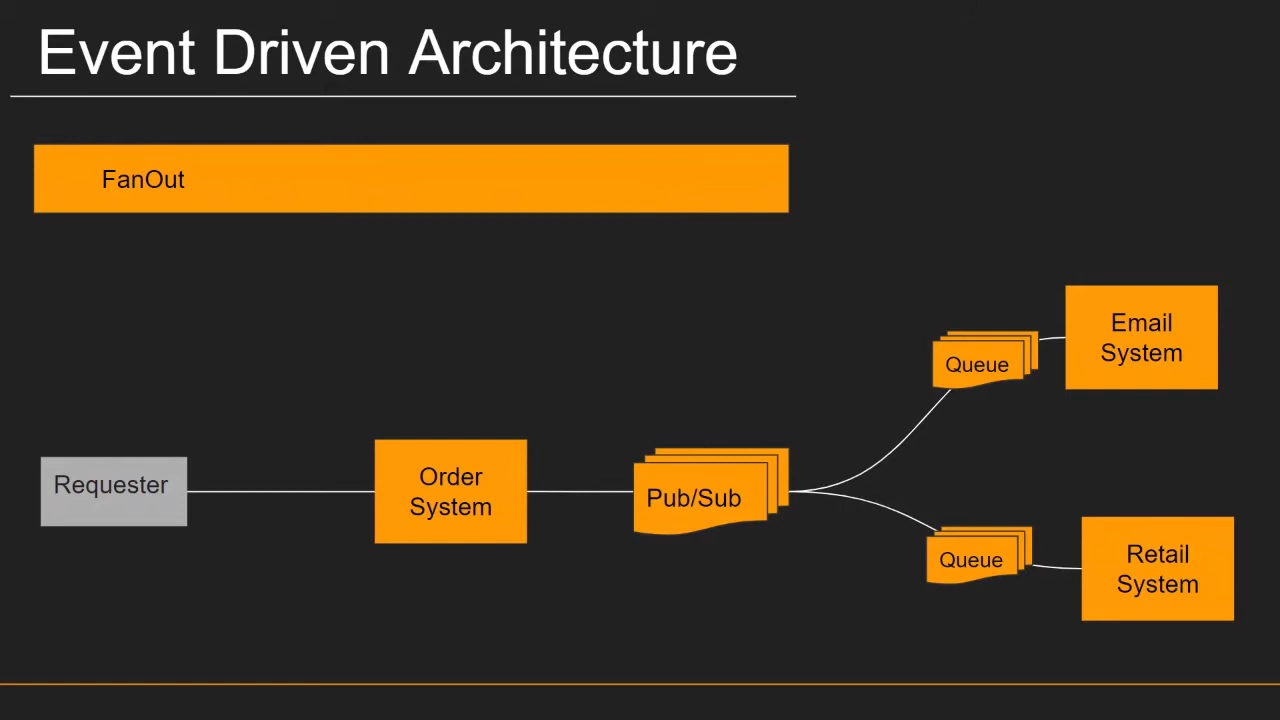 Event Driven Architecture
FanOut
Email
System
Queue
Requester
Order
System
Pub/Sub
Queue
Retail
System